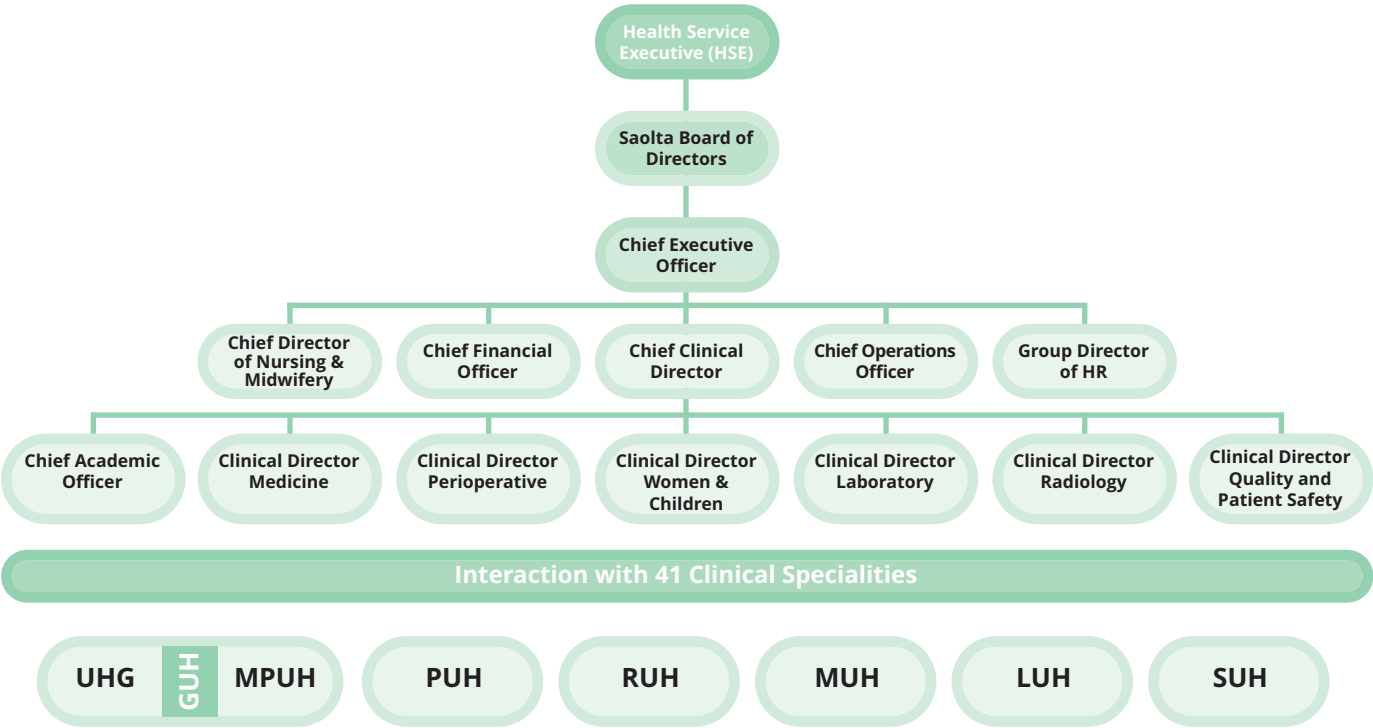 Health Service
Executive (HSE)
Saolta Board of
Directors
Chief Executive
Officer
Chief Director
of Nursing &
Midwifery
Chief Financial
Officer
Chief Clinical
Director
Chief Operations
Officer
Group Director
of HR
Chief Academic
Officer
Clinical Director
Medicine
Clinical Director
Perioperative
Clinical Director
Women &
Children
Clinical Director
Laboratory
Clinical Director
Radiology
Clinical Director
Quality and
Patient Safety
Interaction with 41 Clinical Specialities
UHG
GUH
MPUH
PUH
RUH
MUH
LUH
SUH